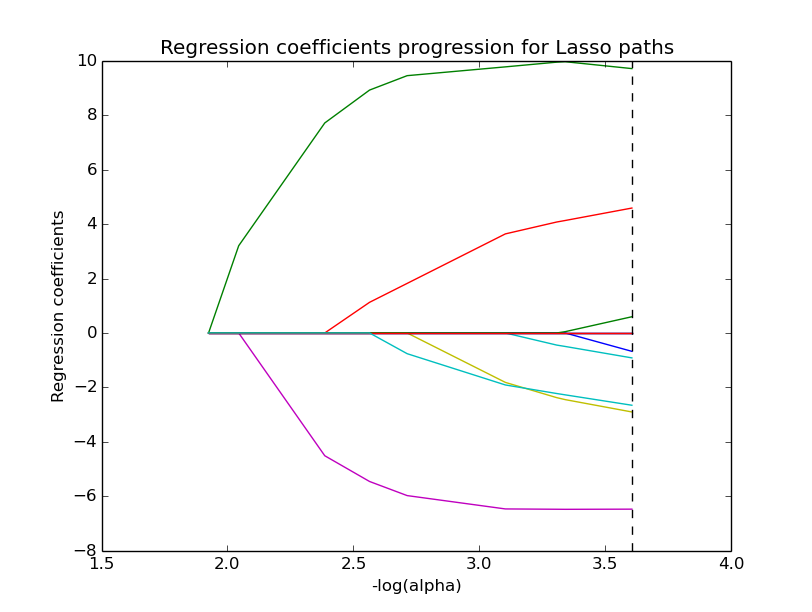 Regression coefficients progression for Lasso paths
10
8
6
4
2
0
−2
−4
−6
−8
Regression coefficients
1.5 2.0 2.5 3.0 3.5 4.0
-log(alpha)